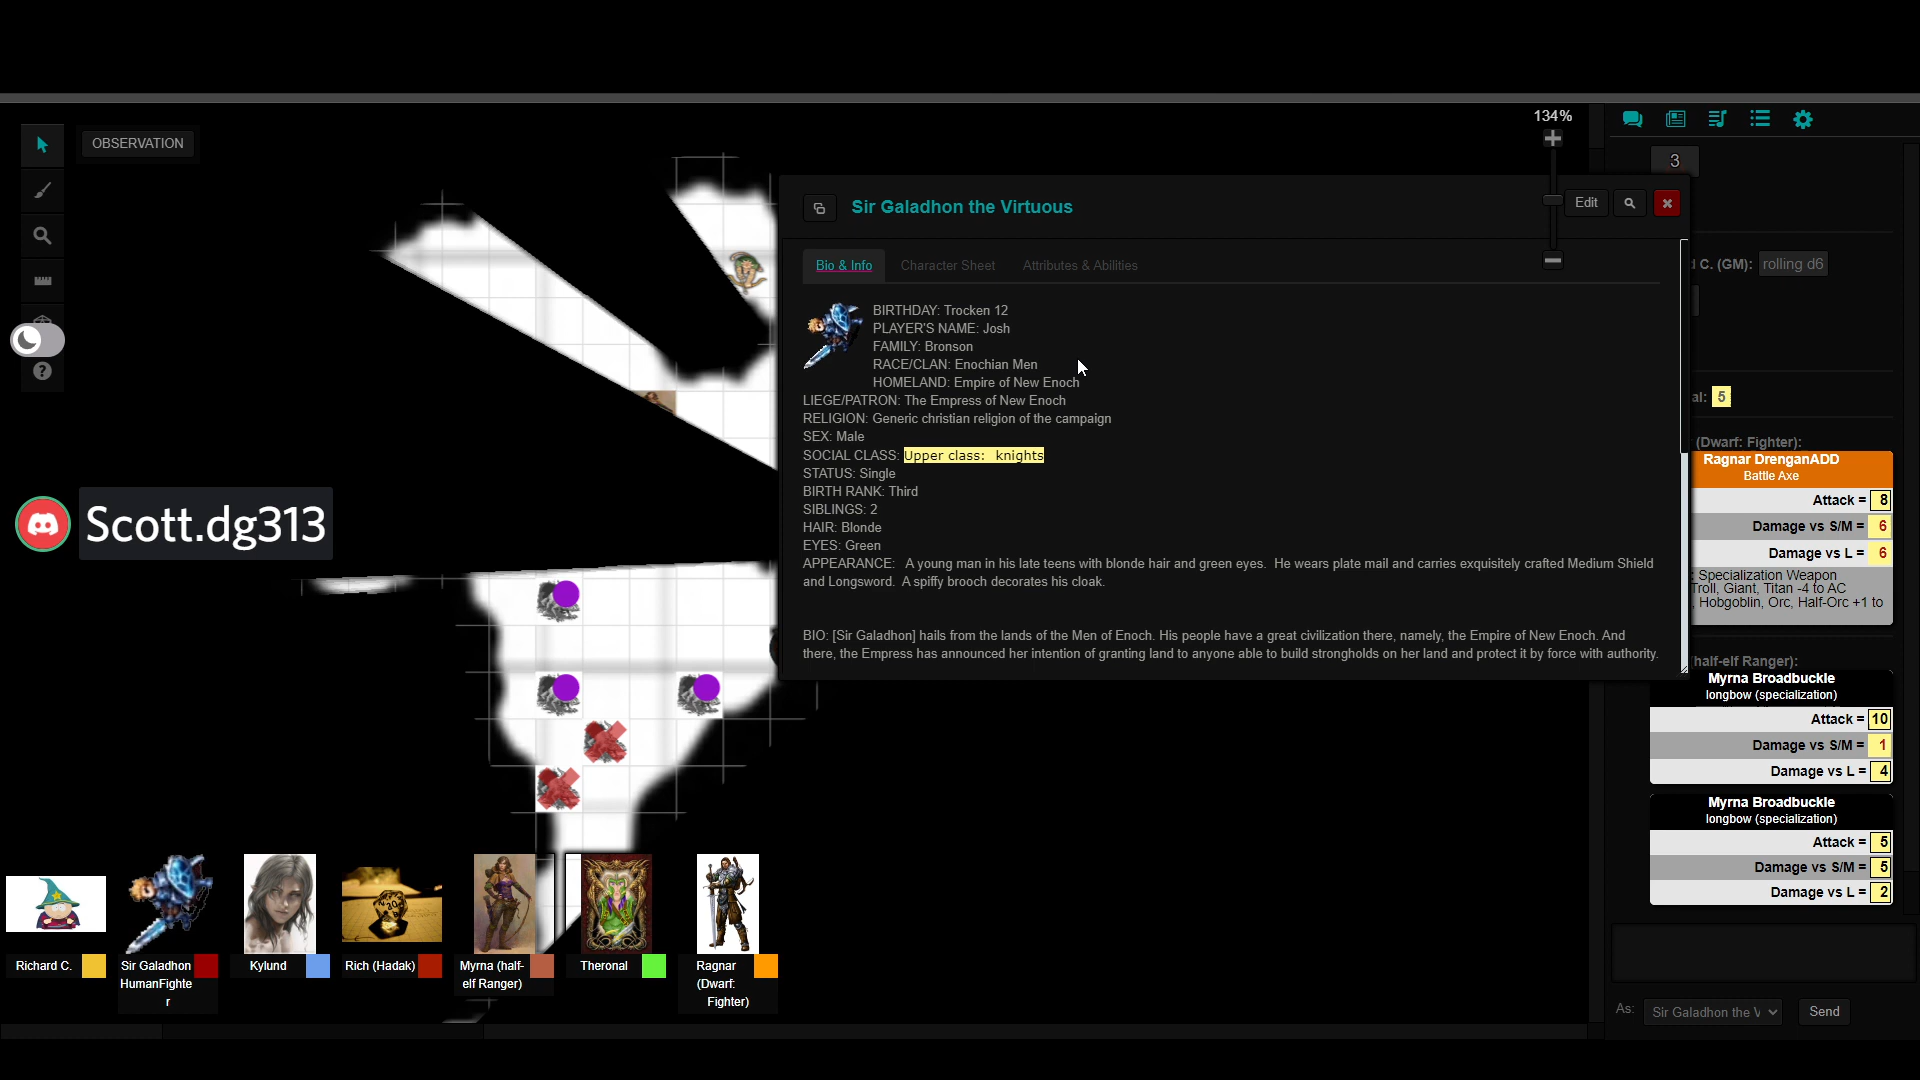 134%
OBSERVATION
3
Sir Galadhon the Virtuous
Edit
Bio & Info
Character Sheet
Attributes & Abilities
C. (GM): rolling d6
BIRTHDAY: Trocken 12
PLAYER'S NAME: Josh
FAMILY: Bronson
RACE/CLAN: Enochian Men
HOMELAND: Empire of New Enoch
LIEGE/PATRON: The Empress of New Enoch
RELIGION: Generic christian religion of the campaign
SEX: Male
SOCIAL CLASS: Upper class: knights
STATUS: Single
BIRTH RANK: Third
SIBLINGS: 2
HAIR: Blonde
EYES: Green
APPEARANCE: A young man in his late teens with blonde hair and green eyes. He wears plate mail and carries exquisitely crafted Medium Shield
and Longsword. A spiffy brooch decorates his cloak.
BIO: [Sir Galadhon] hails from the lands of the Men of Enoch. His people have a great civilization there, namely, the Empire of New Enoch. And
there, the Empress has announced her intention of granting land to anyone able to build strongholds on her land and protect it by force with authority.
al: 5
(Dwarf: Fighter):
Ragnar DrenganADD
Battle Axe
Attack = 8
Damage vs S/M = 6
Damage vs L = 6
: Specialization Weapon
Troll, Giant, Titan -4 to AC
, Hobgoblin, Orc, Half-Orc +1 to
half-elf Ranger):
Myrna Broadbuckle
longbow (specialization)
Attack = 10
Damage vs S/M = 1
Damage vs L = 4
Myrna Broadbuckle
longbow (specialization)
Attack = 5
Damage vs S/M = 5
Damage vs L = 2
Scott.dg313
Richard C.
Sir Galadhon
HumanFighte
r
Kylund
Rich (Hadak)
Myrna (half-
elf Ranger)
Theronal
Ragnar
(Dwarf:
Fighter)
As: Sir Galadhon the V
Send